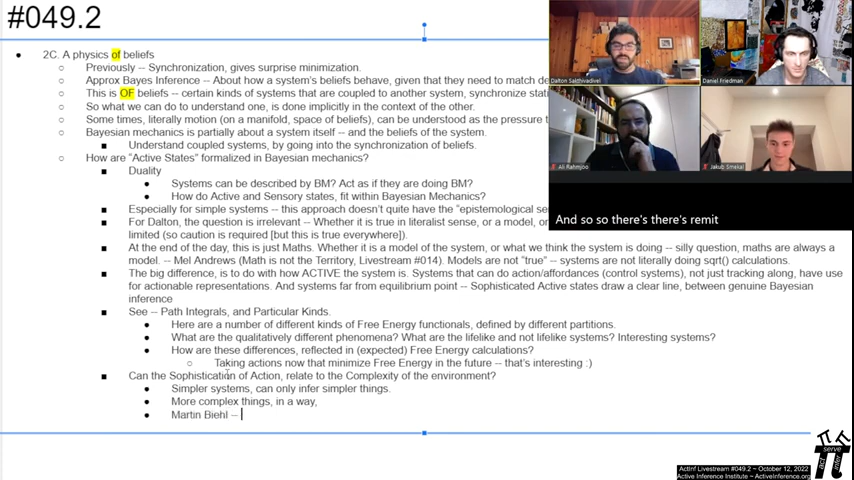 #049.2
2C. A physics of beliefs
Previously -- Synchronization, gives surprise minimization.
Approx Bayes Inference -- About how a system's beliefs behave, given that they need to match de
This is OF beliefs -- certain kinds of systems that are coupled to another system, synchronize stati
So what we can do to understand one, is done implicitly in the context of the other.
Some times, literally motion (on a manifold, space of beliefs), can be understood as the pressure t
Bayesian mechanics is partially about a system itself -- and the beliefs of the system.
Understand coupled systems, by going into the synchronization of beliefs.
How are "Active States" formalized in Bayesian mechanics?
Duality
Systems can be described by BM? Act as if they are doing BM?
How do Active and Sensory states, fit within Bayesian Mechanics?
Especially for simple systems -- this approach doesn't quite have the "epistemological se
For Dalton, the question is irrelevant -- Whether it is true in literalist sense, or a model, or
limited (so caution is required [but this is true everywhere]).
At the end of the day, this is just Maths. Whether it is a model of the system, or what we think the system is doing -- silly question, maths are always a
model. -- Mel Andrews (Math is not the Territory, Livestream #014). Models are not "true" -- systems are not literally doing sqrt() calculations.
The big difference, is to do with how ACTIVE the system is. Systems that can do action/affordances (control systems), not just tracking along, have use
for actionable representations. And systems far from equilibrium point -- Sophisticated Active states draw a clear line, between genuine Bayesian
inference
See -- Path Integrals, and Particular Kinds.
Here are a number of different kinds of Free Energy functionals, defined by different partitions.
What are the qualitatively different phenomena? What are the lifelike and not lifelike systems? Interesting systems?
How are these differences, reflected in (expected) Free Energy calculations?
Taking actions now that minimize Free Energy in the future -- that's interesting :)
Can the Sophistication of Action, relate to the Complexity of the environment?
Simpler systems, can only infer simpler things.
More complex things, in a way,
Martin Biehl --
Dalton Sakthivadivel
Daniel Friedman
Ali Rahmjoo
Jakub Smekal
And so so there's there's remit
act
serve
infer
ActInf Livestream #049.2 ~ October 12, 2022
Active Inference Institute ~ ActiveInference.org